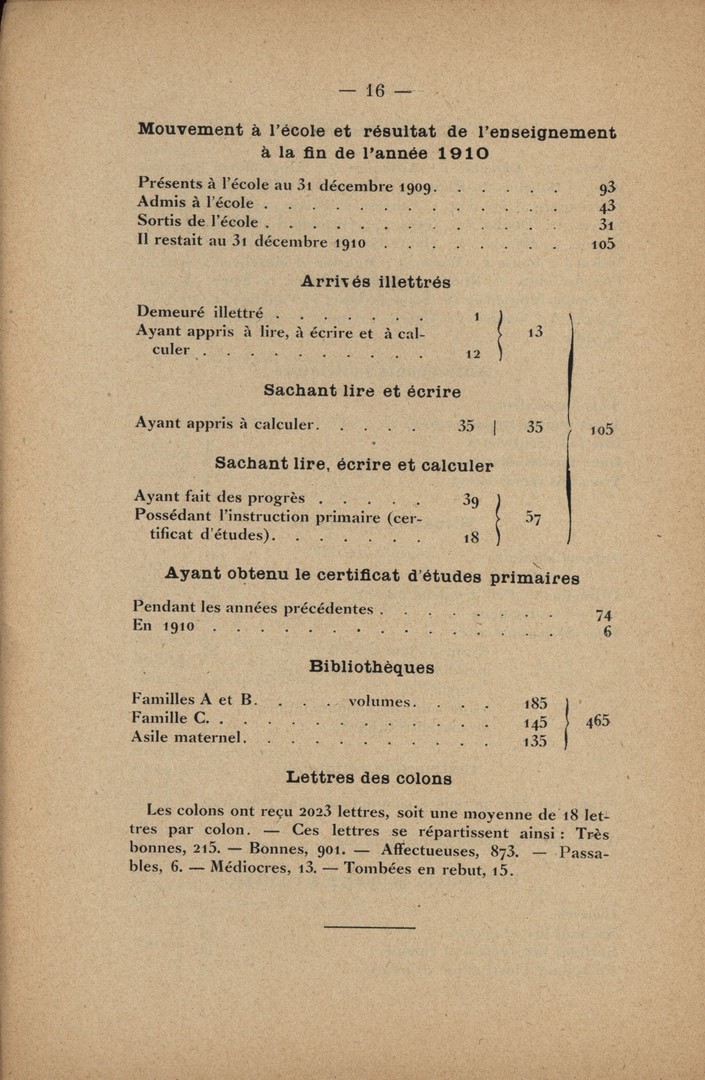 — 16 —
Mouvement à l'école et résultat de l'enseignement
à la fin de l'année 1910
Présents à l'école au 31 décembre 1909. . . . . . 93
Admis à l'école . . . . . . . . . . . . . 43
Sortis de l'école . . . . . . . . . . . . . 31
Il restait au 31 décembre 1910 . . . . . . . . 105
Arrivés illettrés
Demeuré illettré . . . . . . . 1
Ayant appris à lire, à écrire et à cal- 13
culer . . . . . . . . . . 12
Sachant lire et écrire
Ayant appris à calculer. . . . . 35 | 35 105
Sachant lire, écrire et calculer
Ayant fait des progrès . . . . . 39
Possédant l'instruction primaire (cer- 57
tificat d'études). . . . . . . 18
Ayant obtenu le certificat d'études primaires
Pendant les années précédentes . . . . . . . . 74
En 1910 . . . . . . . . . . . . . . 6
Bibliothèques
Familles A et B. . . . volumes. . . . 185
Famille C. . . . . . . . . . . . 145 465
Asile maternel. . . . . . . . . . 135
Lettres des colons
Les colons ont reçu 2023 lettres, soit une moyenne de 18 let-
tres par colon. — Ces lettres se répartissent ainsi : Très
bonnes, 215. — Bonnes, 901. — Affectueuses, 873. — Passa-
bles, 6. — Médiocres, 13. — Tombées en rebut, 15.